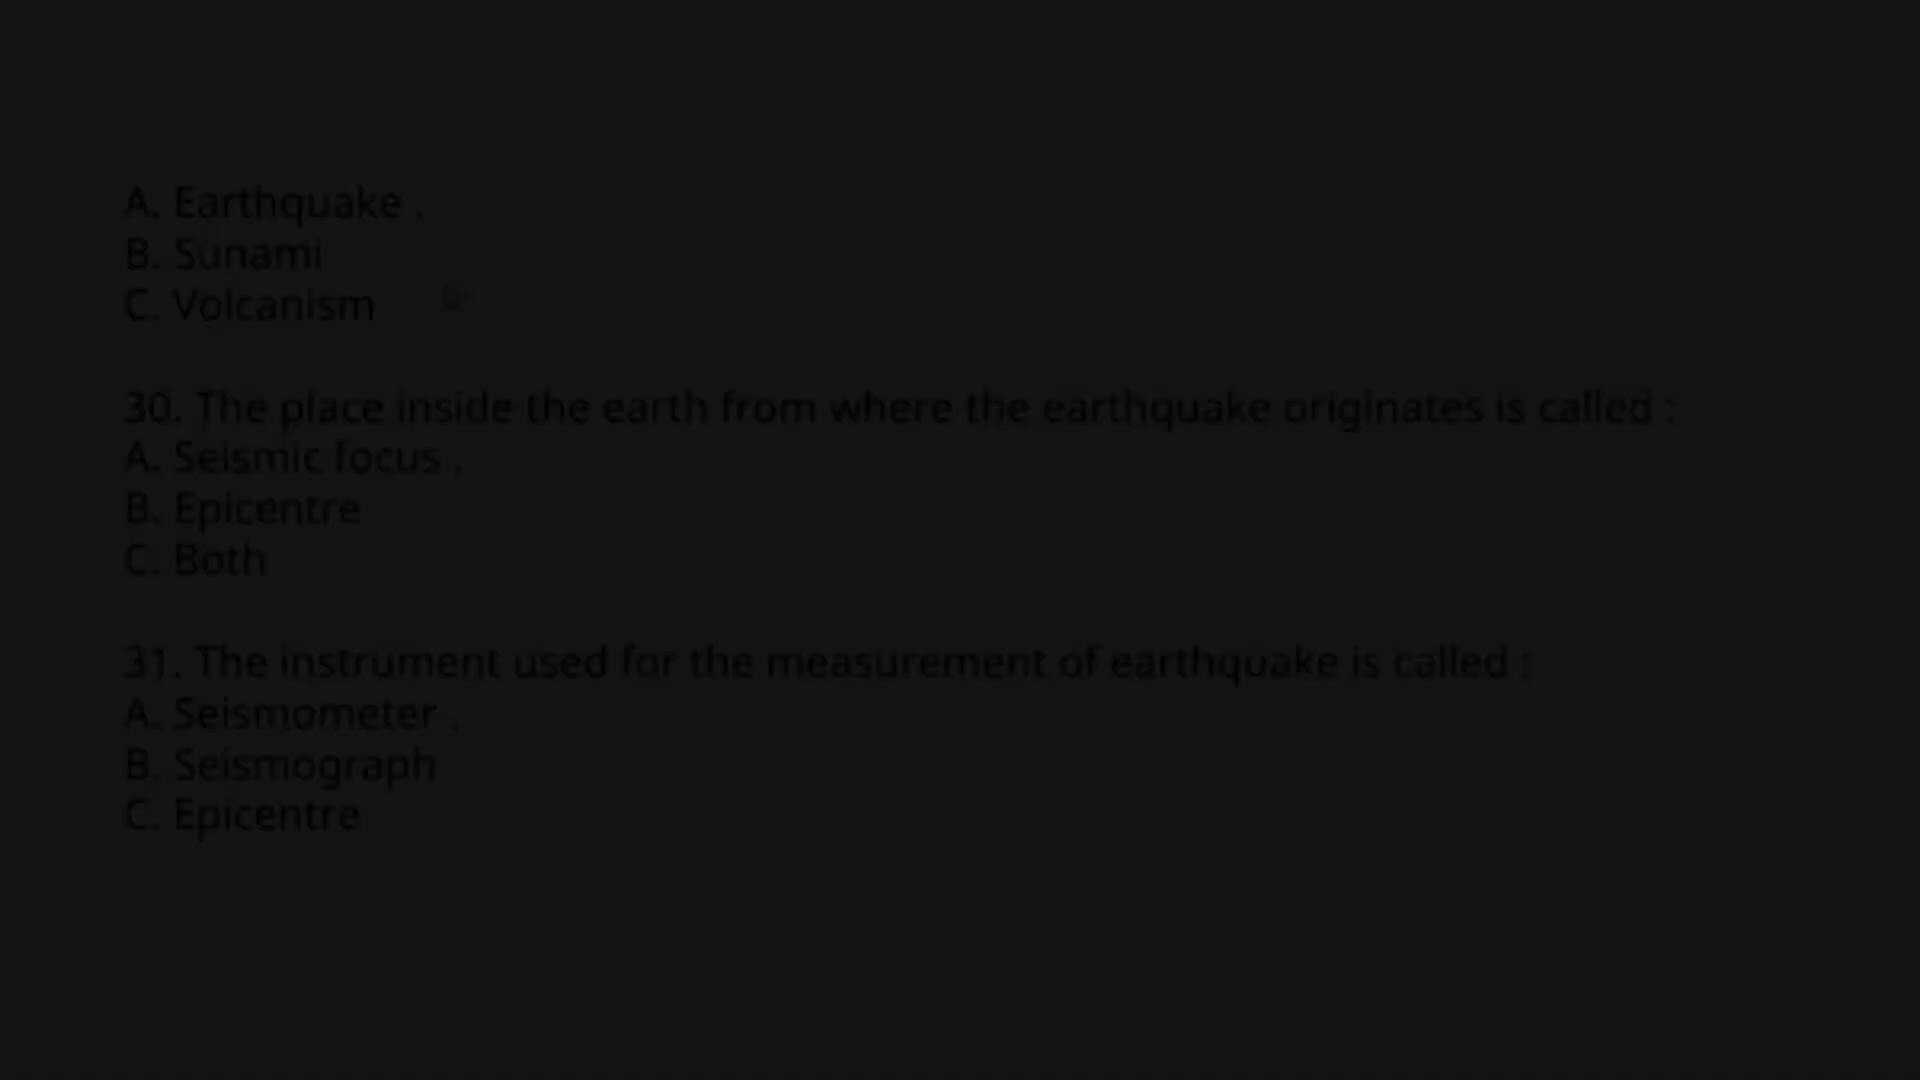 A. Earthquake .
B. Sunami
C. Volcanism
30. The place inside the earth from where the earthquake originates is called :
A. Seismic focus .
B. Epicentre
C. Both
31. The instrument used for the measurement of earthquake is called :
A. Seismometer .
B. Seismograph
C. Epicentre